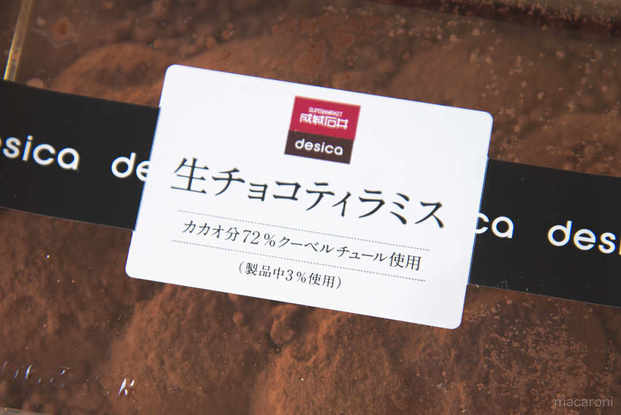 SUPERMARKET
成城石井
desica
生チョコティラミス
カカオ分72%クーベルチュール使用
(製品中3%使用)
desica
de
ca
desi
macaroni